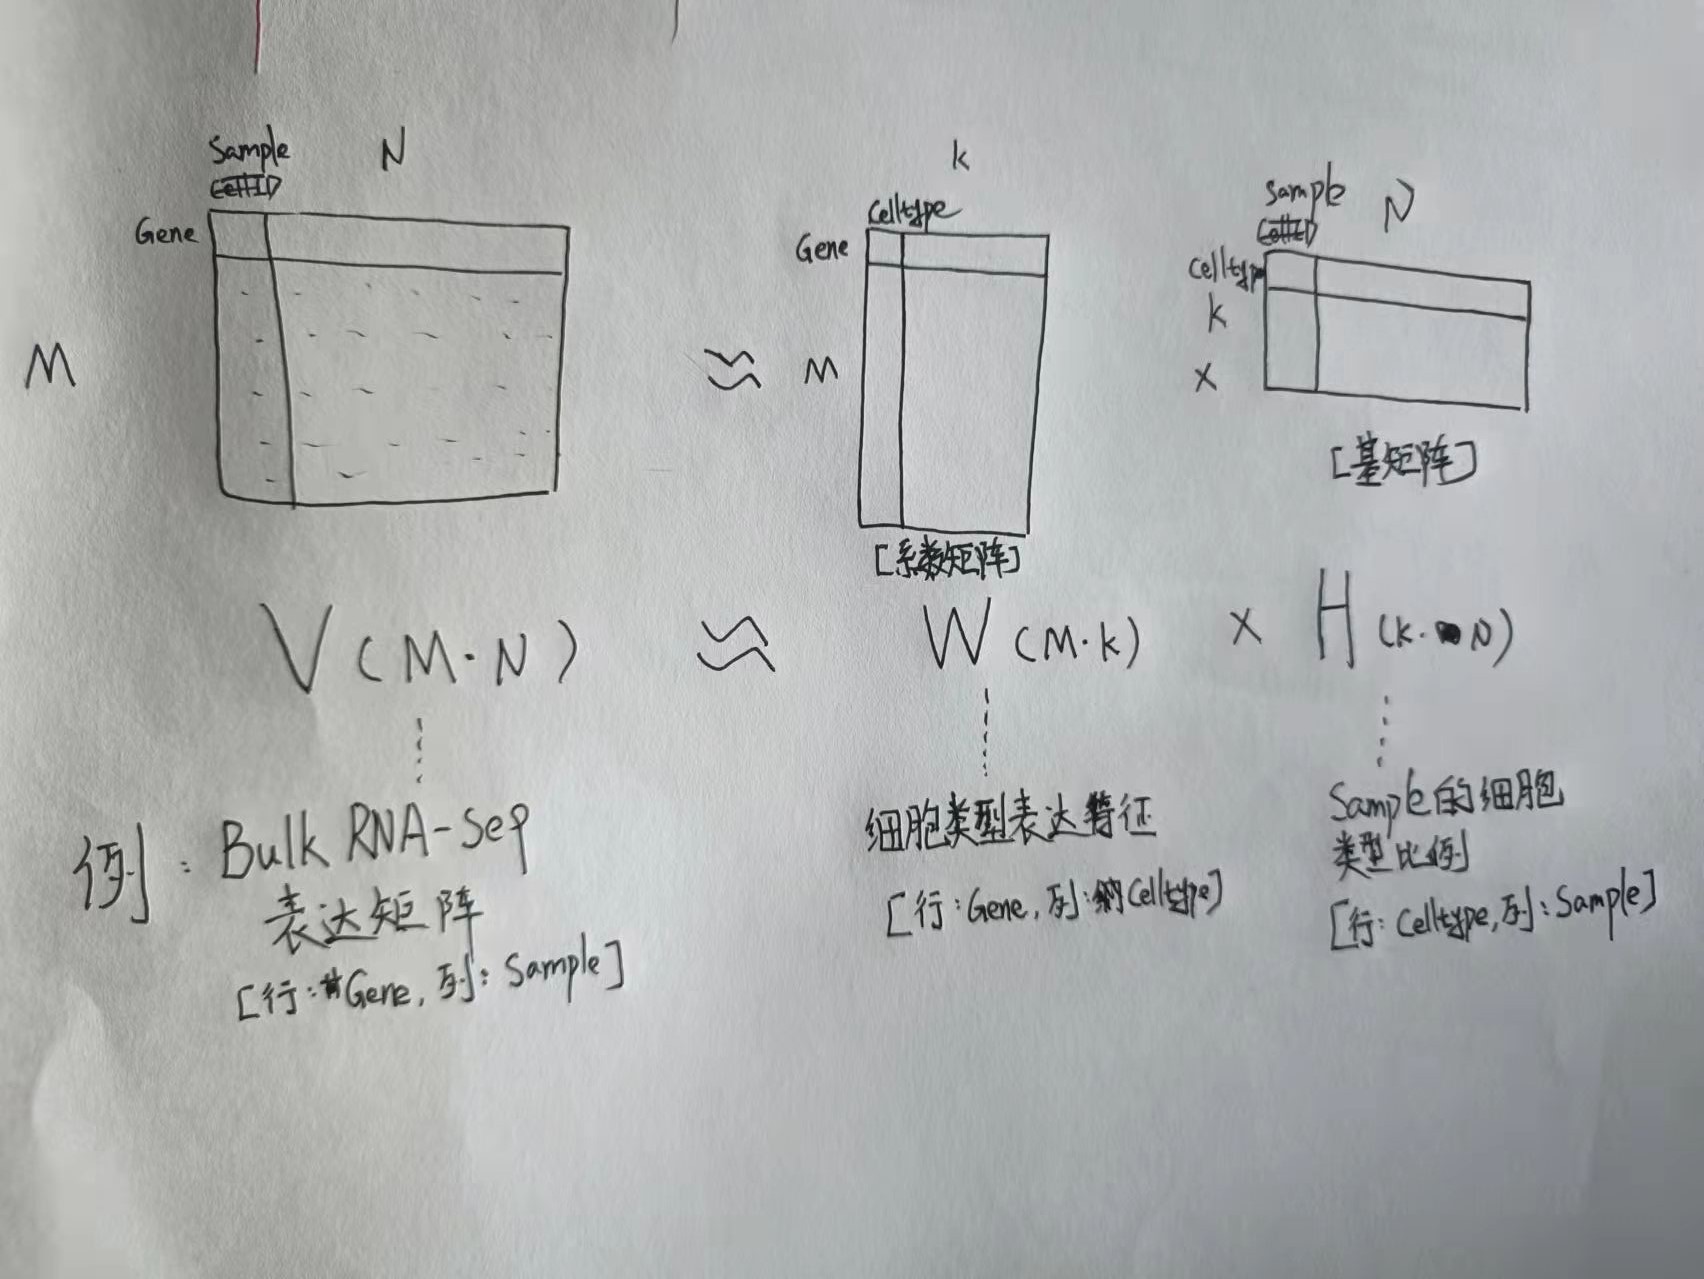 Sample N
CellID
Gene
M
≈
k
Celltype
Gene
M
Sample N
CellID
Celltype
k
x
[基矩阵]
[系数矩阵]
V (M·N) ≈ W (M·k) x H (k·N)
例: Bulk RNA-Seq
表达矩阵
[行: Gene, 列: Sample]
细胞类型表达特征
[行: Gene, 列: Celltype]
Sample的细胞
类型比例
[行: Celltype, 列: Sample]